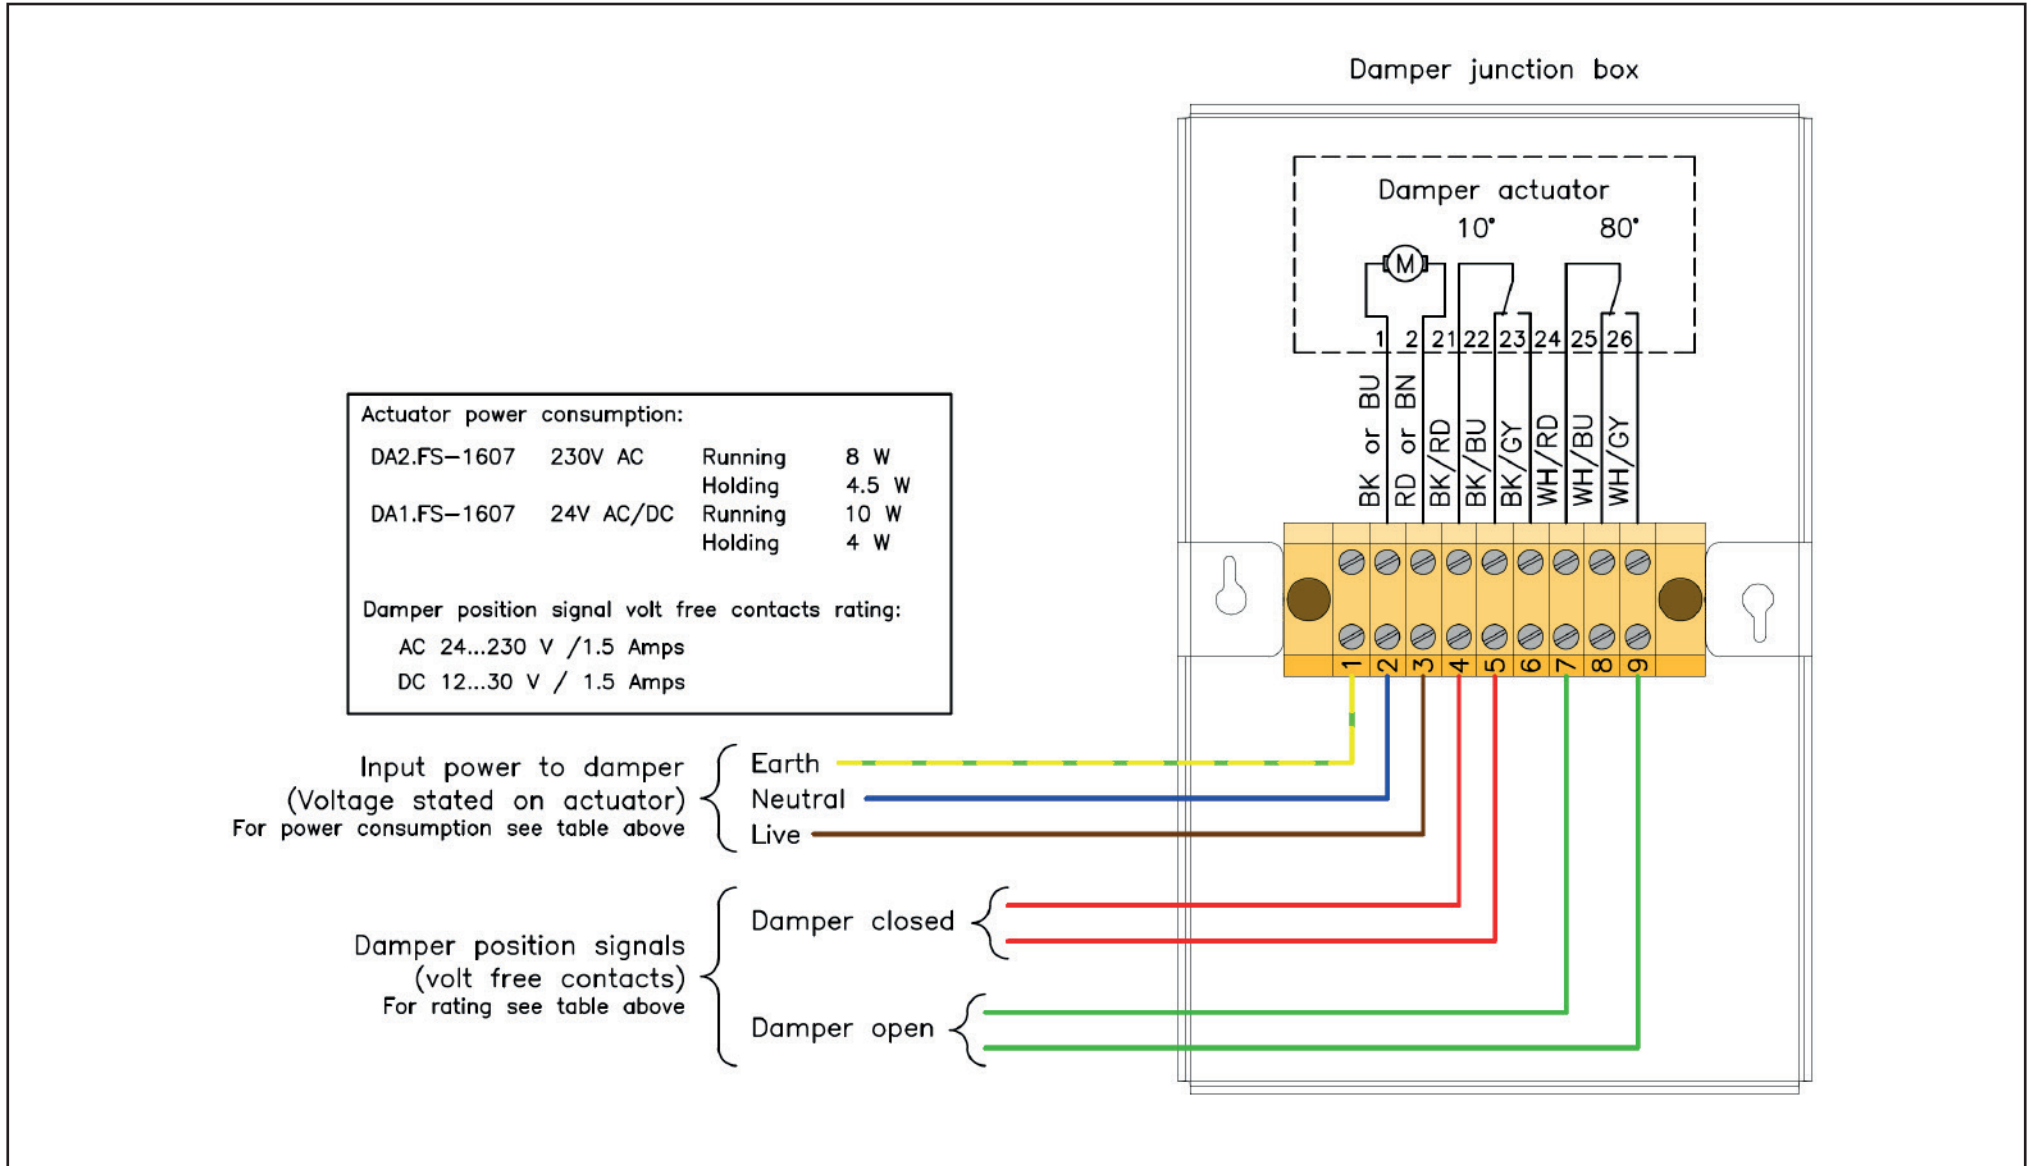 Damper junction box
Damper actuator
10° 80°
M
1 2 21 22 23 24 25 26
BK or BU
RD or BN
BK/RD
BK/BU
BK/GY
WH/RD
WH/BU
WH/GY
Actuator power consumption:
DA2.FS-1607 230V AC Running 8 W
Holding 4.5 W
DA1.FS-1607 24V AC/DC Running 10 W
Holding 4 W
Damper position signal volt free contacts rating:
AC 24...230 V /1.5 Amps
DC 12...30 V / 1.5 Amps
1 2 3 4 5 6 7 8 9
Input power to damper
(Voltage stated on actuator)
For power consumption see table above
Earth
Neutral
Live
Damper position signals
(volt free contacts)
For rating see table above
Damper closed
Damper open